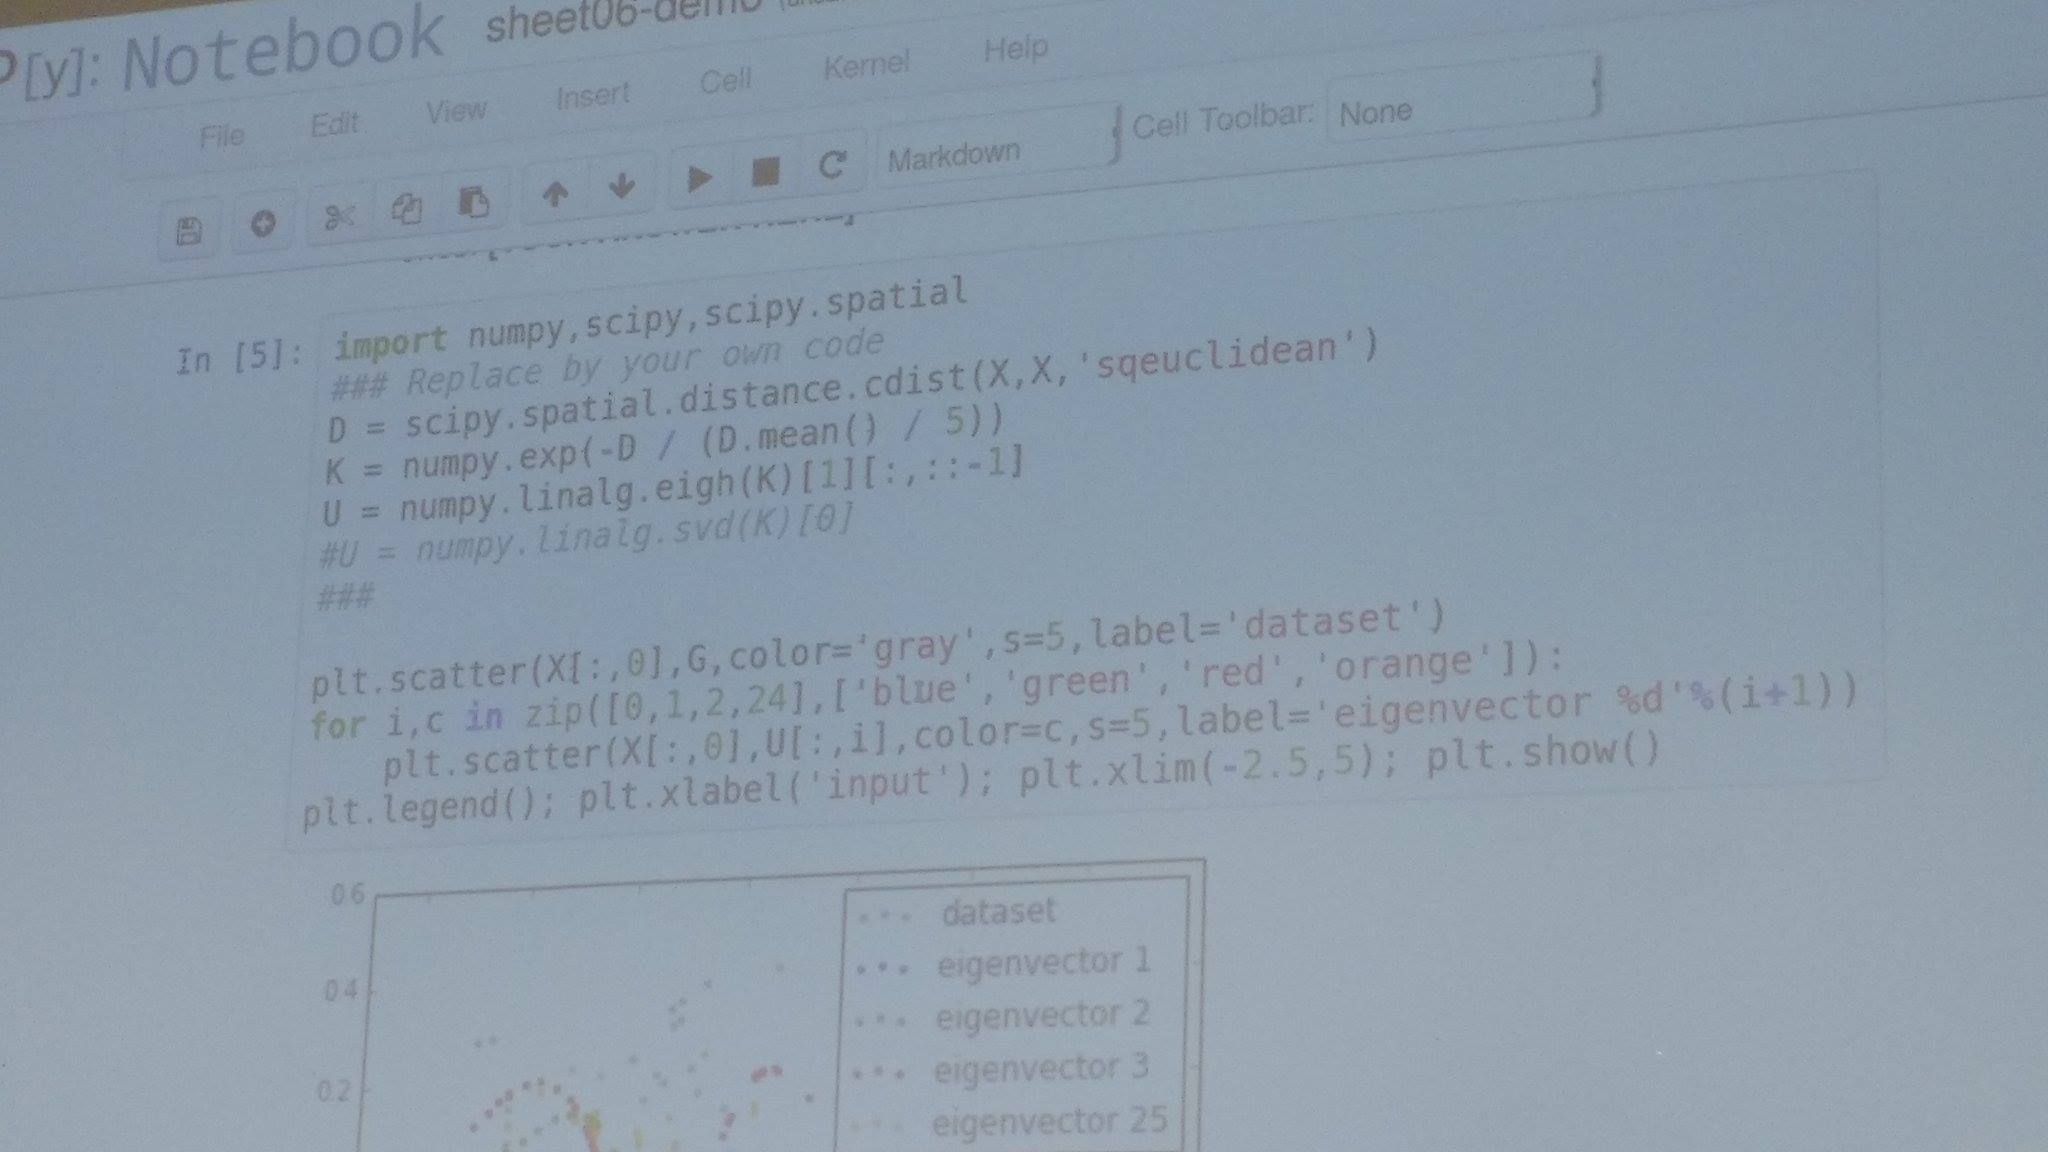 [y]: Notebook sheet06-demo
File Edit View Insert Cell Kernel Help
Markdown Cell Toolbar: None
In [5]: import numpy,scipy,scipy.spatial
### Replace by your own code
D = scipy.spatial.distance.cdist(X,X,'sqeuclidean')
K = numpy.exp(-D / (D.mean() / 5))
U = numpy.linalg.eigh(K)[1][:,::-1]
#U = numpy.linalg.svd(K)[0]
###
plt.scatter(X[:,0],G,color='gray',s=5,label='dataset')
for i,c in zip([0,1,2,24],['blue','green','red','orange']):
    plt.scatter(X[:,0],U[:,i],color=c,s=5,label='eigenvector %d'%(i+1))
plt.legend(); plt.xlabel('input'); plt.xlim(-2.5,5); plt.show()
0.6
dataset
eigenvector 1
0.4
eigenvector 2
eigenvector 3
0.2
eigenvector 25